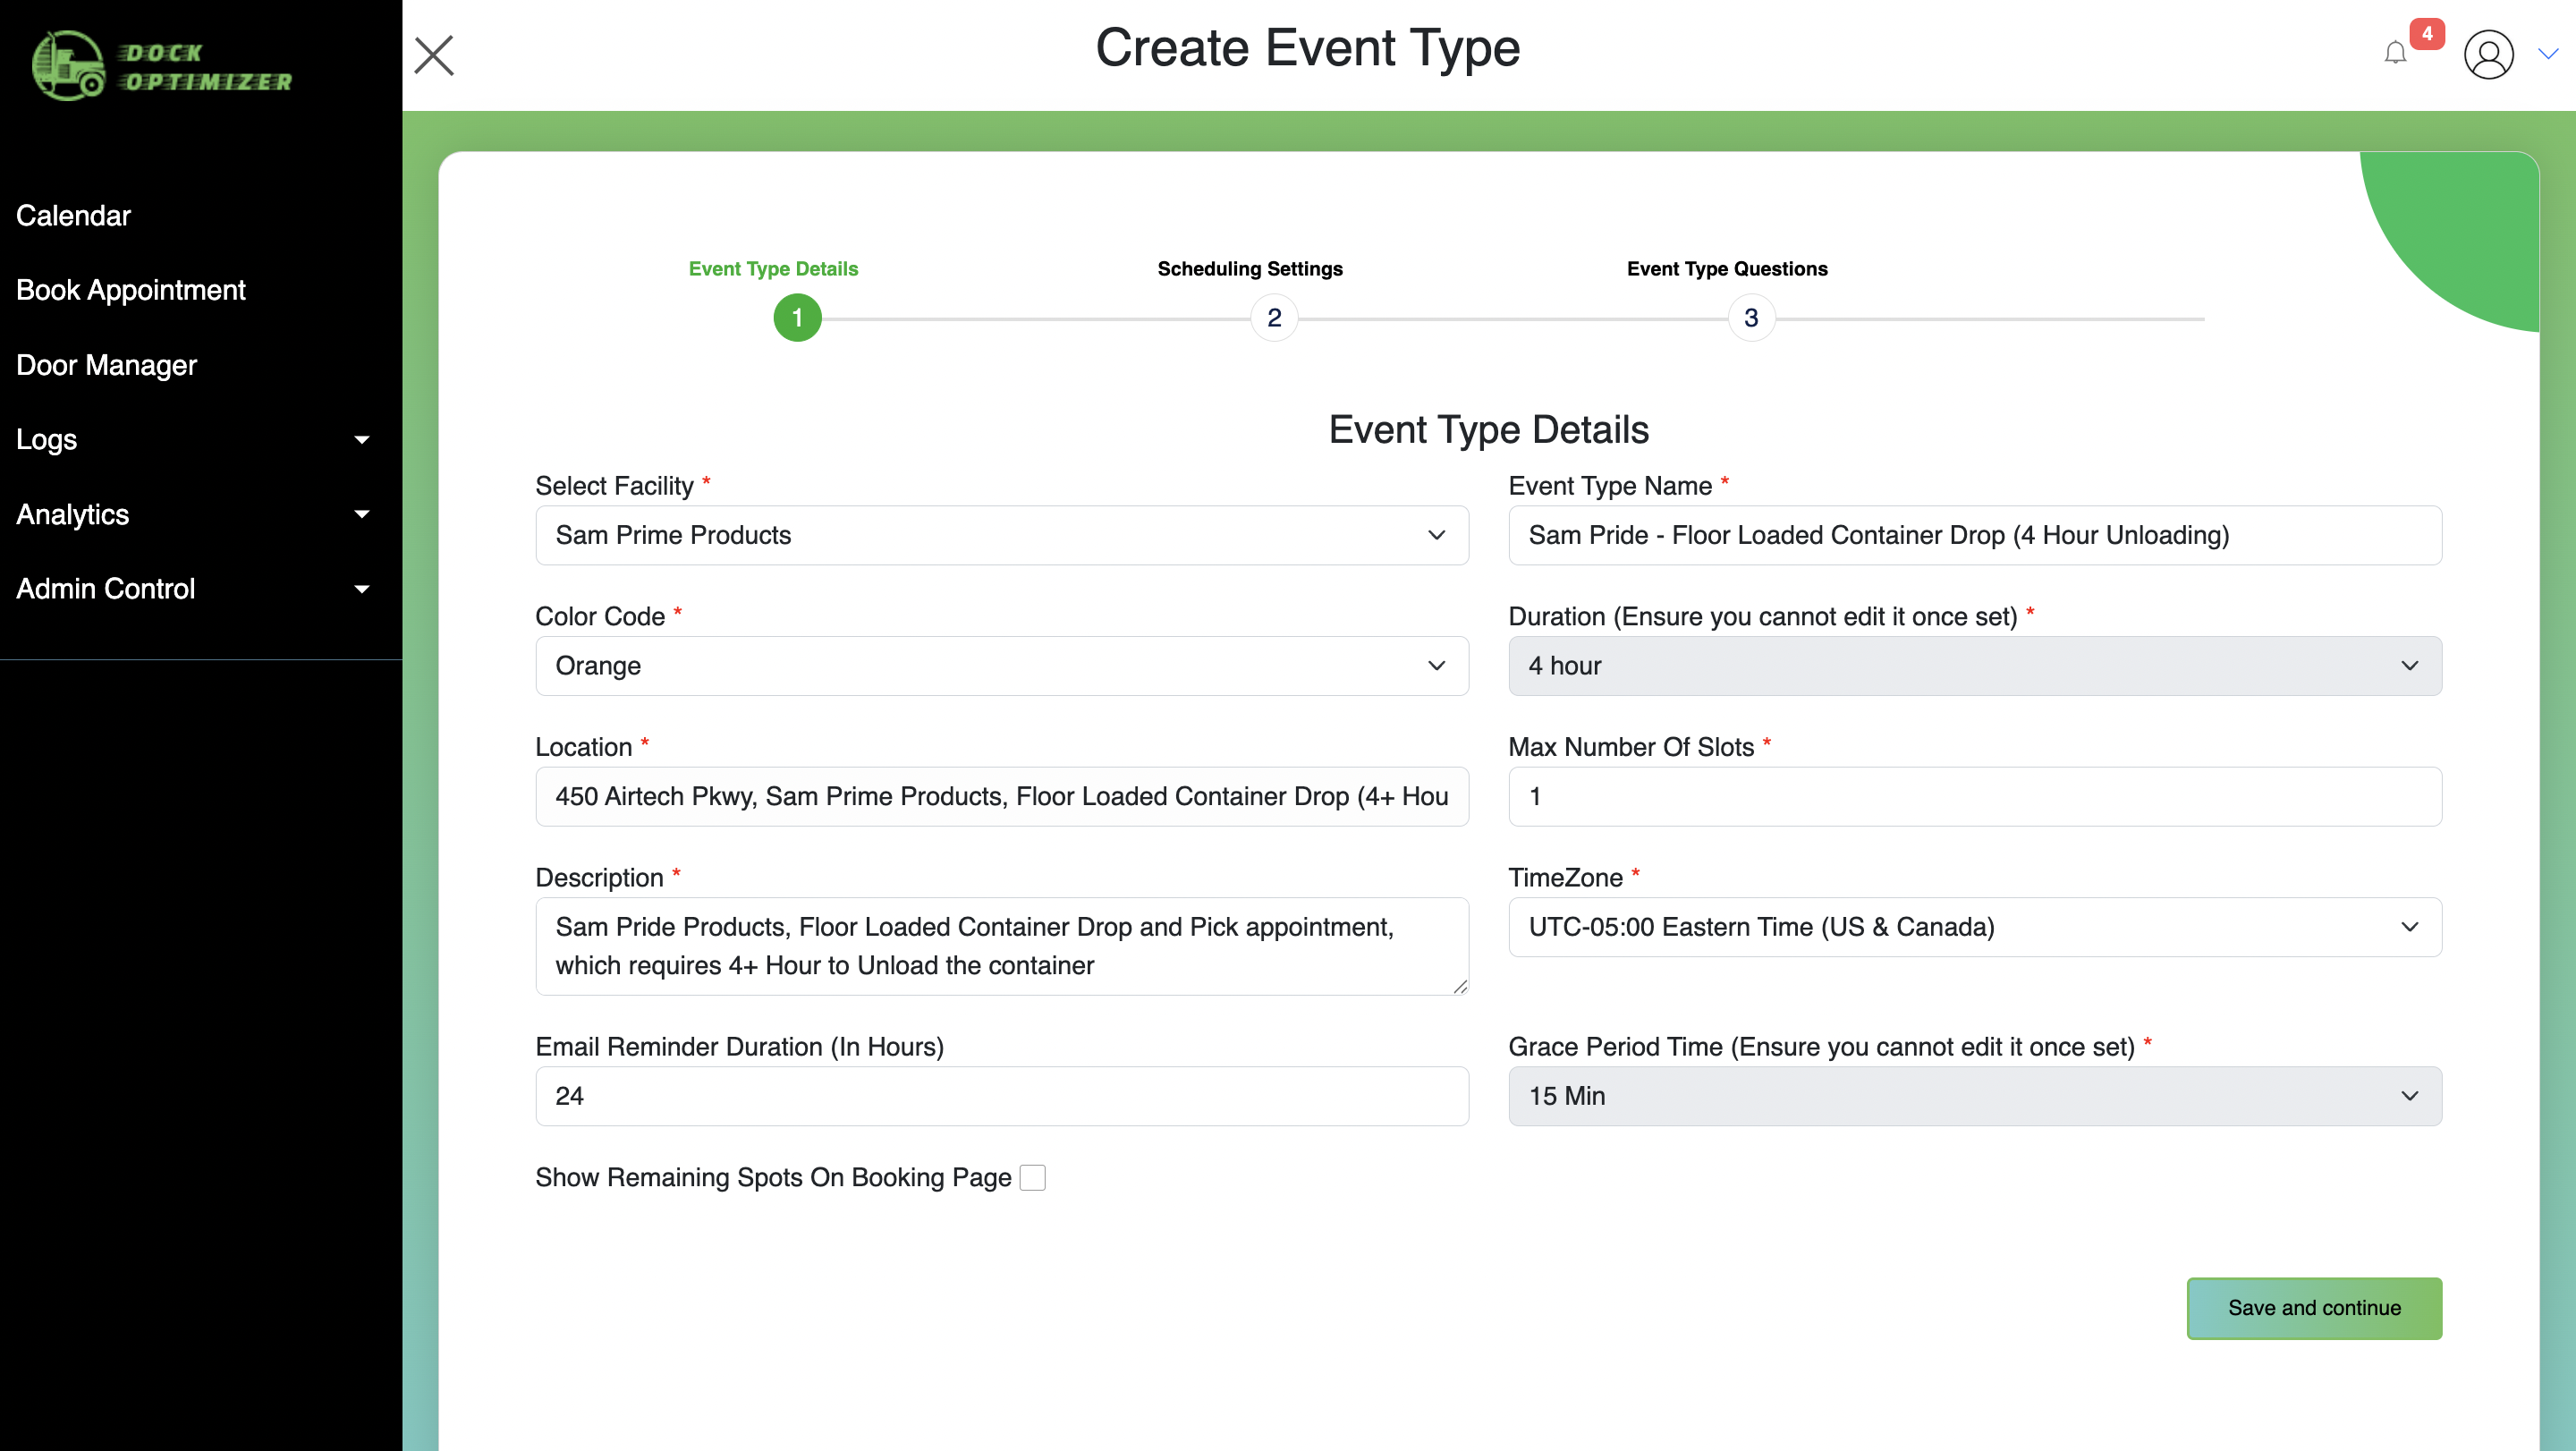 DOCK
OPTIMIZER
Create Event Type
4
Calendar
Book Appointment
Door Manager
Logs
Analytics
Admin Control
Event Type Details
Scheduling Settings
Event Type Questions
1
2
3
Event Type Details
Select Facility *
Sam Prime Products
Event Type Name *
Sam Pride - Floor Loaded Container Drop (4 Hour Unloading)
Color Code *
Orange
Duration (Ensure you cannot edit it once set) *
4 hour
Location *
450 Airtech Pkwy, Sam Prime Products, Floor Loaded Container Drop (4+ Hou
Max Number Of Slots *
1
Description *
Sam Pride Products, Floor Loaded Container Drop and Pick appointment,
which requires 4+ Hour to Unload the container
TimeZone *
UTC-05:00 Eastern Time (US & Canada)
Email Reminder Duration (In Hours)
24
Grace Period Time (Ensure you cannot edit it once set) *
15 Min
Show Remaining Spots On Booking Page
Save and continue